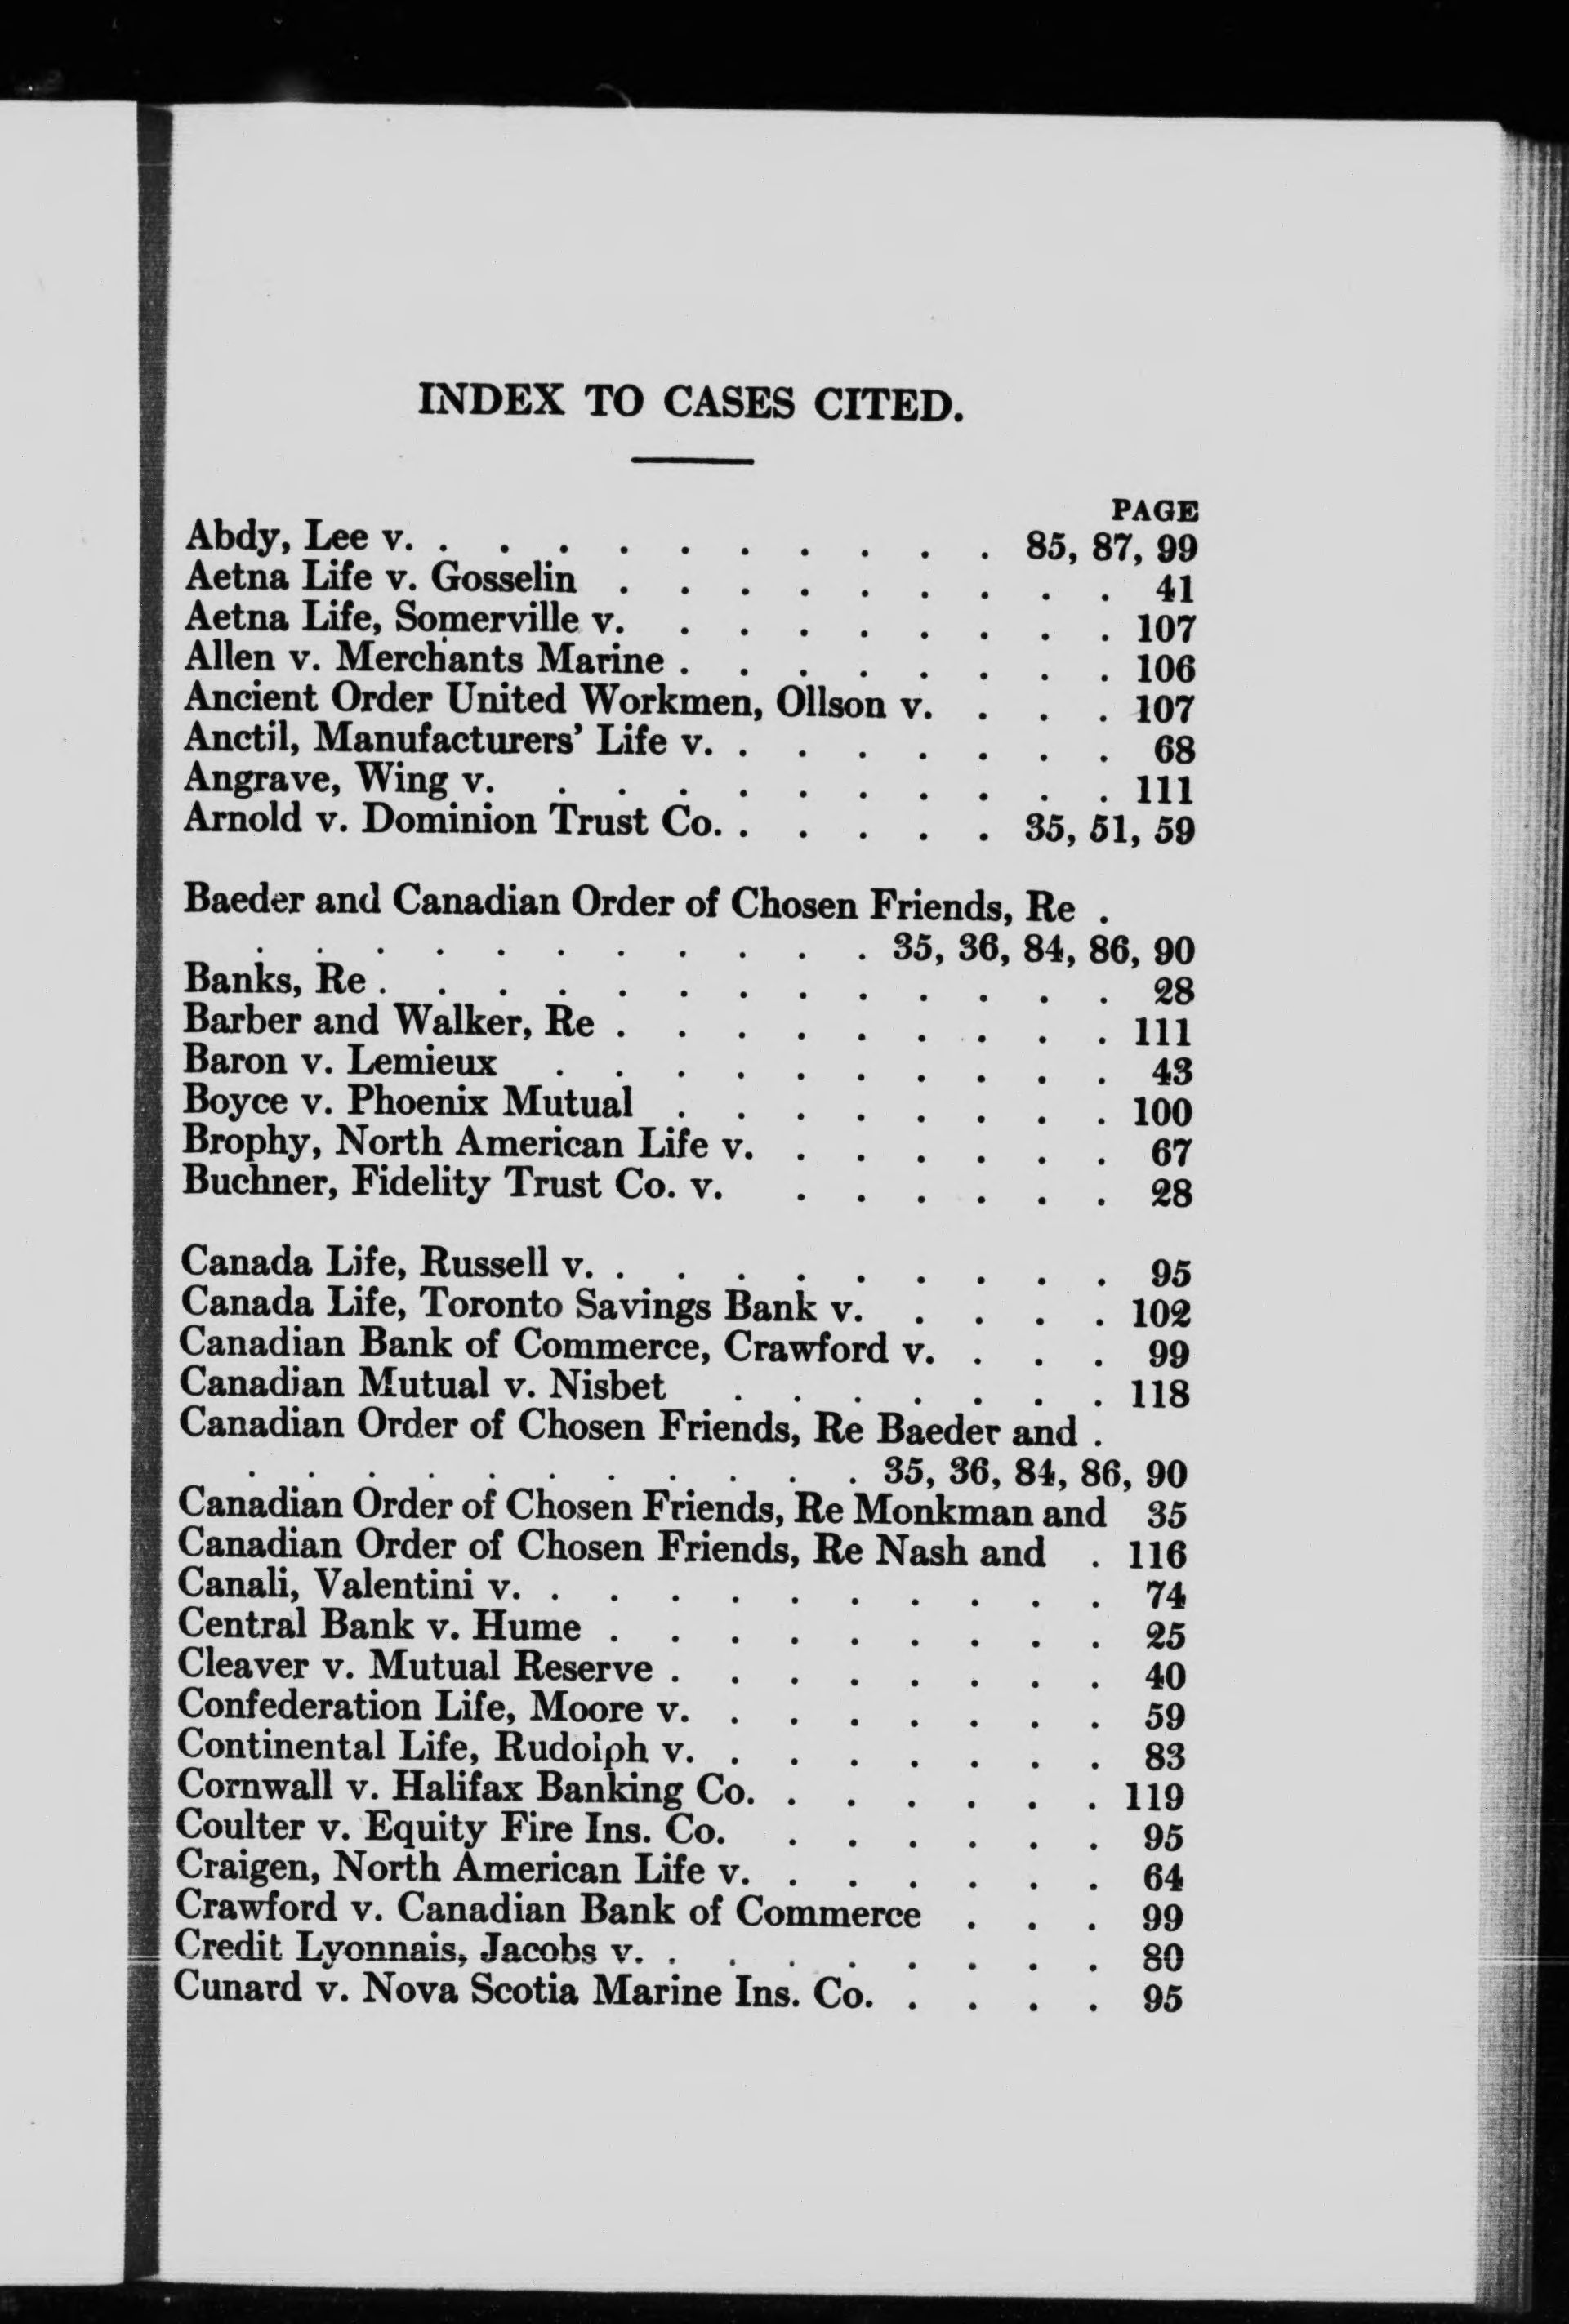 INDEX TO CASES CITED.
PAGE
Abdy, Lee v. . . . . . . . . . . 85, 87, 99
Aetna Life v. Gosselin . . . . . . . . . 41
Aetna Life, Somerville v. . . . . . . . . 107
Allen v. Merchants Marine . . . . . . . . 106
Ancient Order United Workmen, Ollson v. . . . 107
Anctil, Manufacturers' Life v. . . . . . . . 68
Angrave, Wing v. . . . . . . . . . . 111
Arnold v. Dominion Trust Co. . . . . . 35, 51, 59
Baeder and Canadian Order of Chosen Friends, Re .
. . . . . . . . . . . 35, 36, 84, 86, 90
Banks, Re . . . . . . . . . . . . . 28
Barber and Walker, Re . . . . . . . . . 111
Baron v. Lemieux . . . . . . . . . . 43
Boyce v. Phoenix Mutual . . . . . . . . 100
Brophy, North American Life v. . . . . . . 67
Buchner, Fidelity Trust Co. v. . . . . . . 28
Canada Life, Russell v. . . . . . . . . . 95
Canada Life, Toronto Savings Bank v. . . . . 102
Canadian Bank of Commerce, Crawford v. . . . 99
Canadian Mutual v. Nisbet . . . . . . . 118
Canadian Order of Chosen Friends, Re Baeder and .
. . . . . . . . . . . 35, 36, 84, 86, 90
Canadian Order of Chosen Friends, Re Monkman and 35
Canadian Order of Chosen Friends, Re Nash and . 116
Canali, Valentini v. . . . . . . . . . . 74
Central Bank v. Hume . . . . . . . . . 25
Cleaver v. Mutual Reserve . . . . . . . . 40
Confederation Life, Moore v. . . . . . . . 59
Continental Life, Rudolph v. . . . . . . . 83
Cornwall v. Halifax Banking Co. . . . . . . 119
Coulter v. Equity Fire Ins. Co. . . . . . . 95
Craigen, North American Life v. . . . . . . 64
Crawford v. Canadian Bank of Commerce . . . 99
Credit Lyonnais, Jacobs v. . . . . . . . . 80
Cunard v. Nova Scotia Marine Ins. Co. . . . . 95